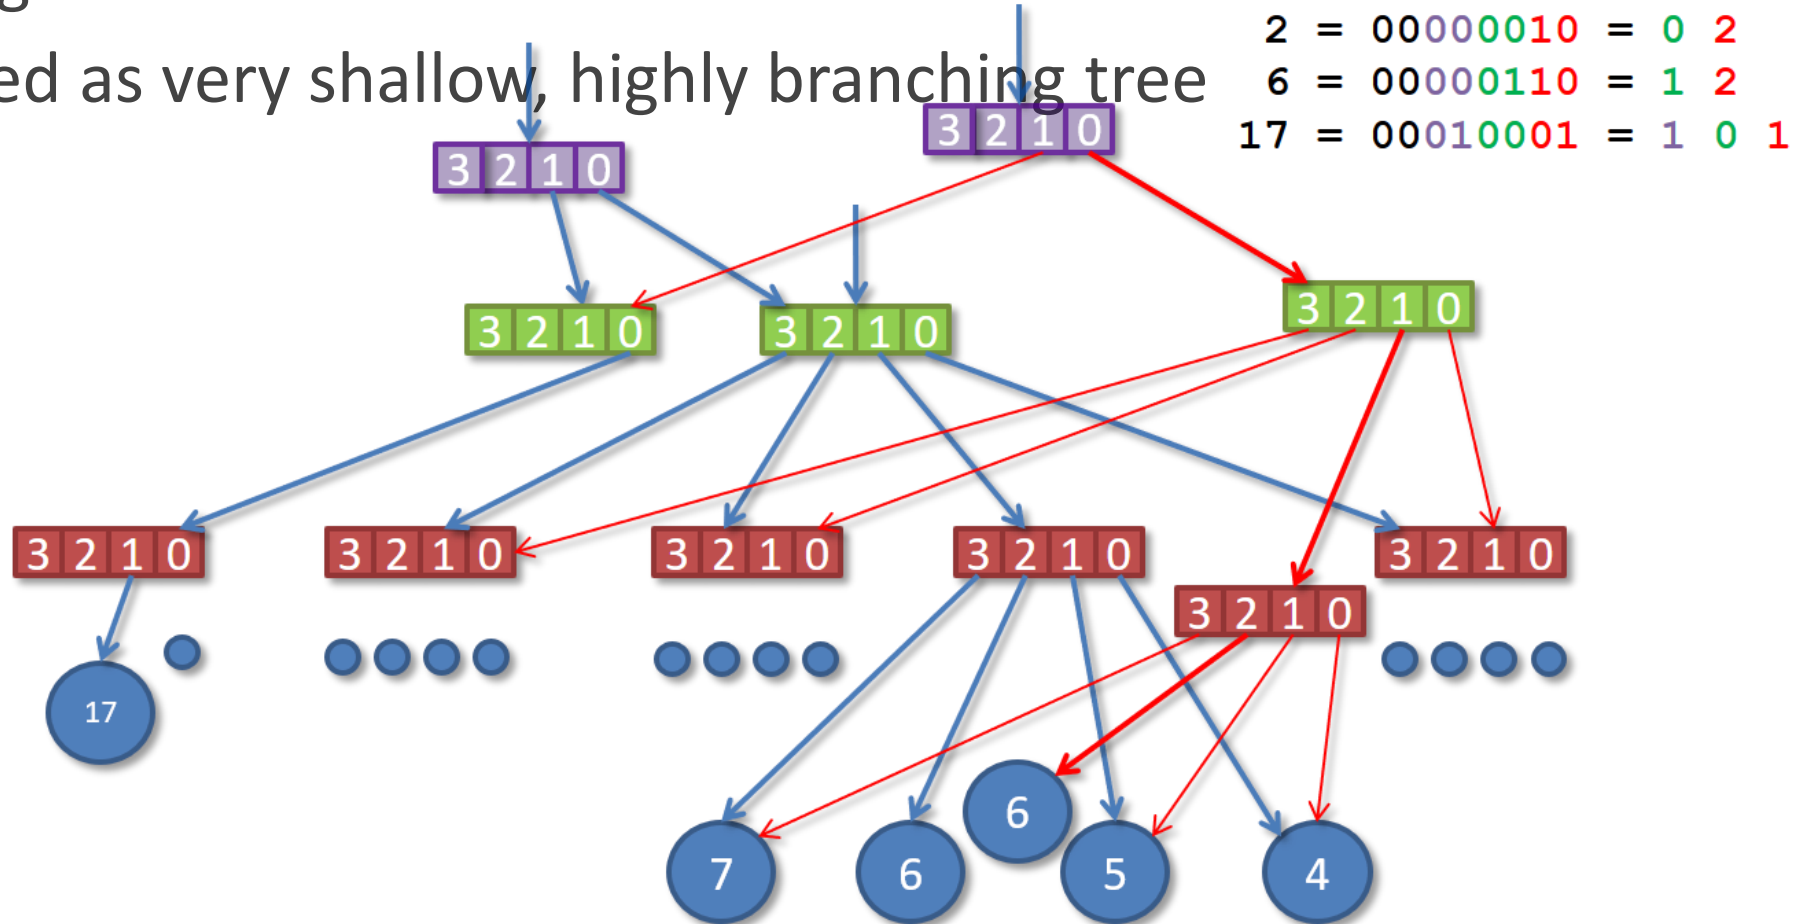 g
ed as very shallow, highly branching tree
2 = 00000010 = 0 2
6 = 00000110 = 1 2
17 = 00010001 = 1 0 1
3 2 1 0
3 2 1 0
3 2 1 0
3 2 1 0
3 2 1 0
3 2 1 0
3 2 1 0
3 2 1 0
3 2 1 0
3 2 1 0
3 2 1 0
17
6
7
6
5
4